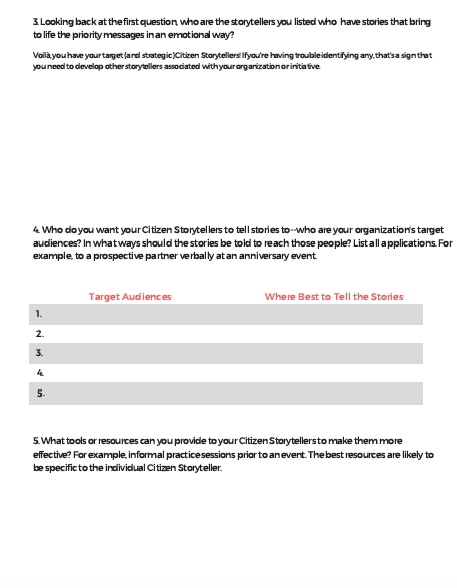 3. Looking back at the first question, who are the storytellers you listed who have stories that bring
to life the priority messages in an emotional way?
Voilà, you have your target (and strategic) Citizen Storytellers! If you're having trouble identifying any, that's a sign that
you need to develop other storytellers associated with your organization or initiative.
4. Who do you want your Citizen Storytellers to tell stories to--who are your organization's target
audiences? In what ways should the stories be told to reach those people? List all applications. For
example, to a prospective partner verbally at an anniversary event.
Target Audiences Where Best to Tell the Stories
1.
2.
3.
4.
5.
5. What tools or resources can you provide to your Citizen Storytellers to make them more
effective? For example, informal practice sessions prior to an event. The best resources are likely to
be specific to the individual Citizen Storyteller.